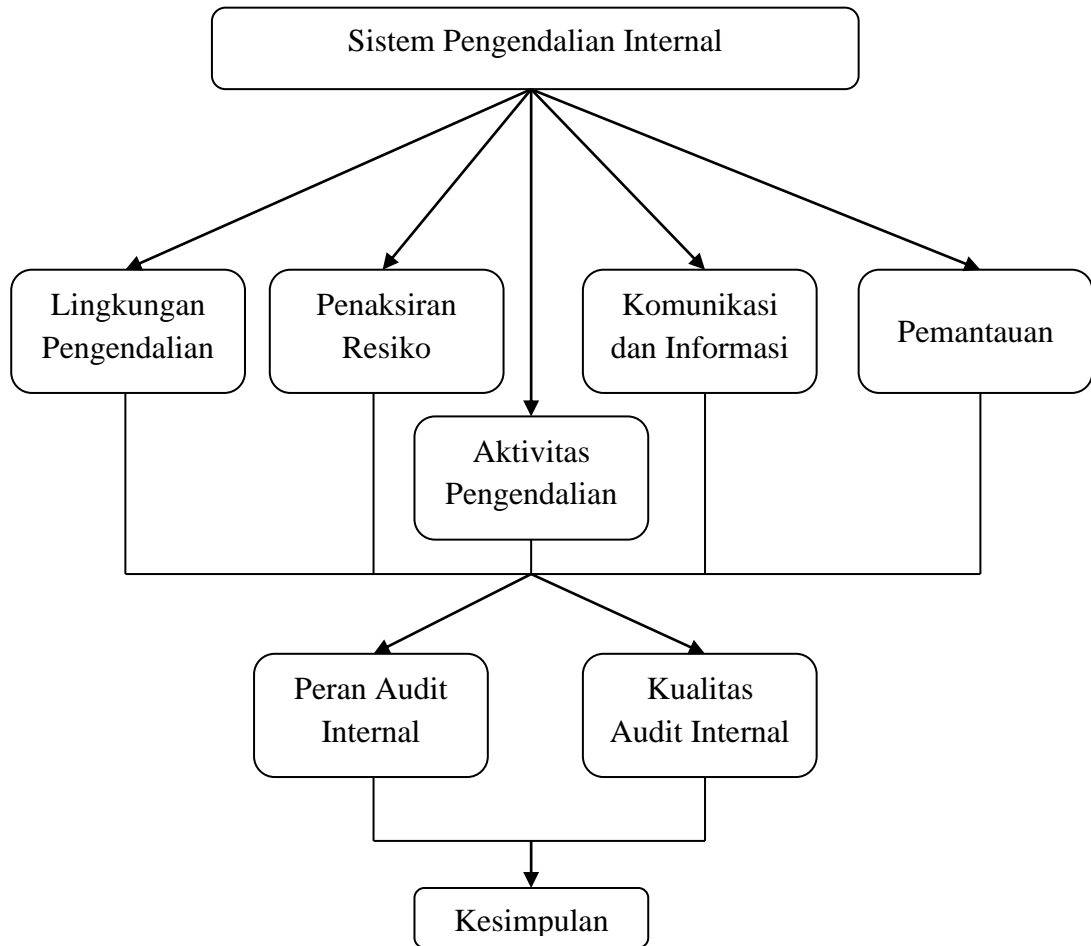 Sistem Pengendalian Internal
Lingkungan
Pengendalian
Penaksiran
Resiko
Komunikasi
dan Informasi
Pemantauan
Aktivitas
Pengendalian
Peran Audit
Internal
Kualitas
Audit Internal
Kesimpulan